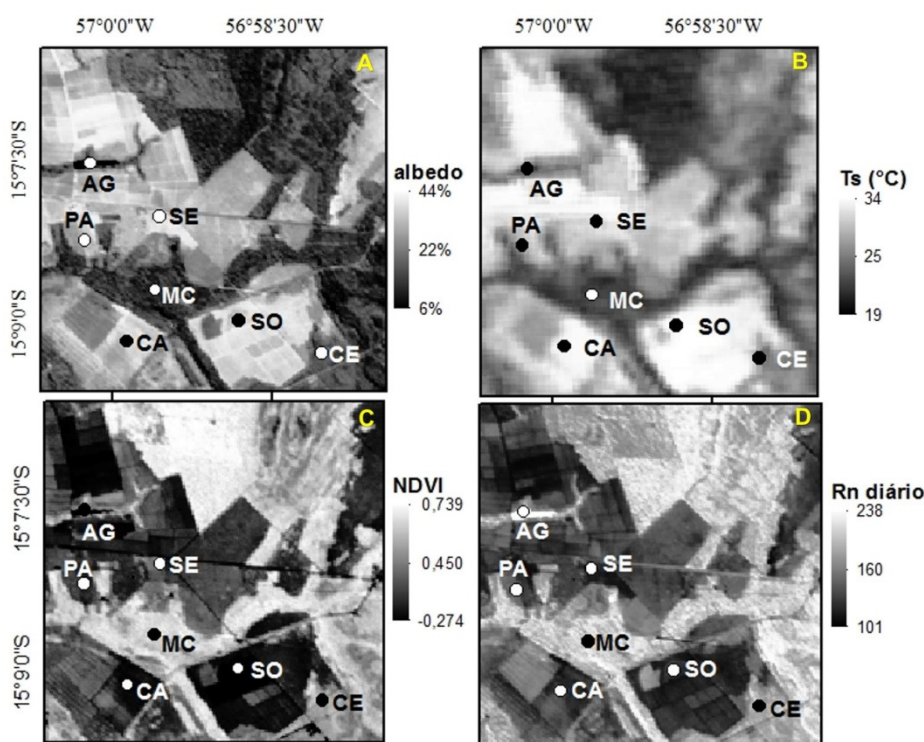 57°0'0"W 56°58'30"W 57°0'0"W 56°58'30"W
A
B
15°7'30"S
albedo
44%
22%
6%
Ts (°C)
34
25
19
AG
PA
SE
MC
SO
CA
CE
15°9'0"S
AG
PA
SE
MC
SO
CA
CE
C
D
15°7'30"S
NDVI
0,739
0,450
-0,274
Rn diário
238
160
101
AG
PA
SE
MC
SO
CA
CE
15°9'0"S
AG
PA
SE
MC
SO
CA
CE